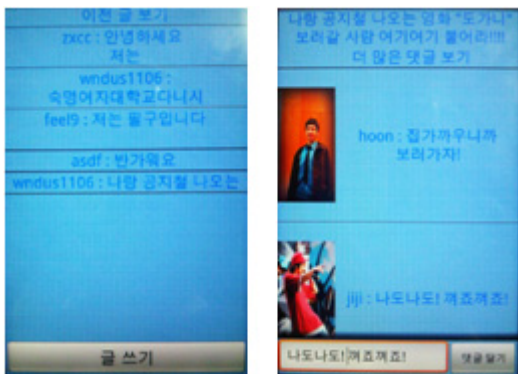 이전 글 보기
zxcc : 안녕하세요
저는
wndus1106 :
숙명여자대학교다니시
feel9 : 저는 필구입니다
asdf : 반가워요
wndus1106 : 나랑 공지철 나오는
글 쓰기
나랑 공지철 나오는 영화 "도가니"
보러갈 사람 여기여기 붙어라!!!!
더 많은 댓글 보기
hoon : 집가까우니까
보러가자!
jiji : 나도나도! 껴죠껴죠!
나도나도! 껴죠껴죠!
댓글 달기